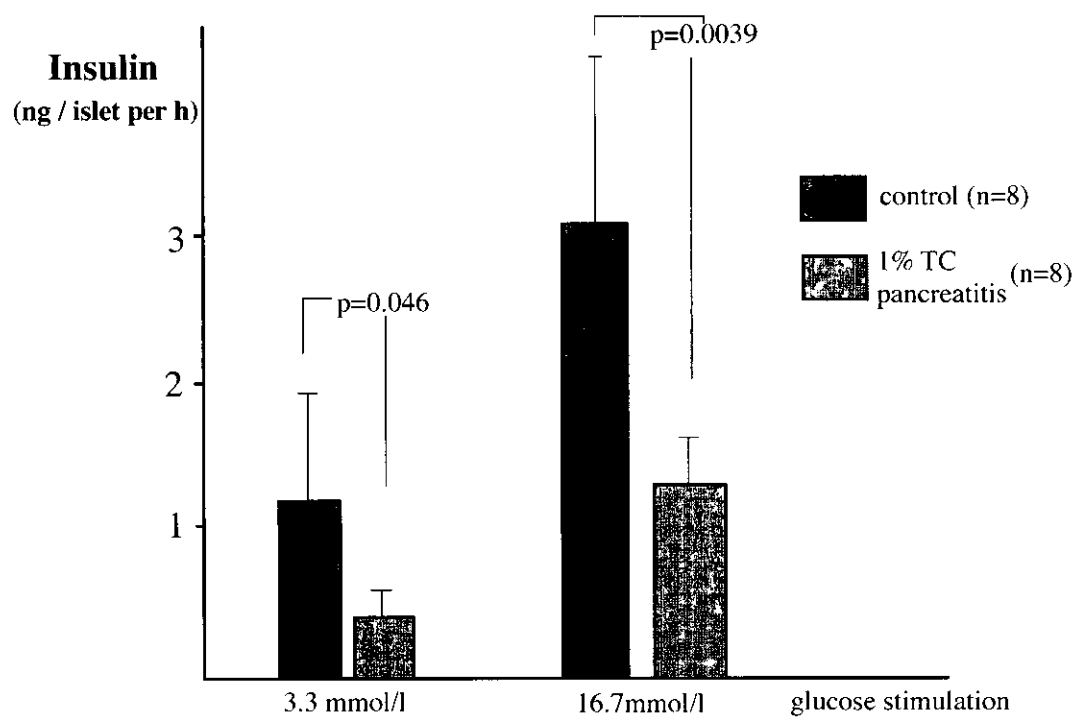 Insulin
(ng / islet per h)
p=0.0039
control (n=8)
1% TC
pancreatitis (n=8)
3
p=0.046
2
1
3.3 mmol/l
16.7mmol/l
glucose stimulation